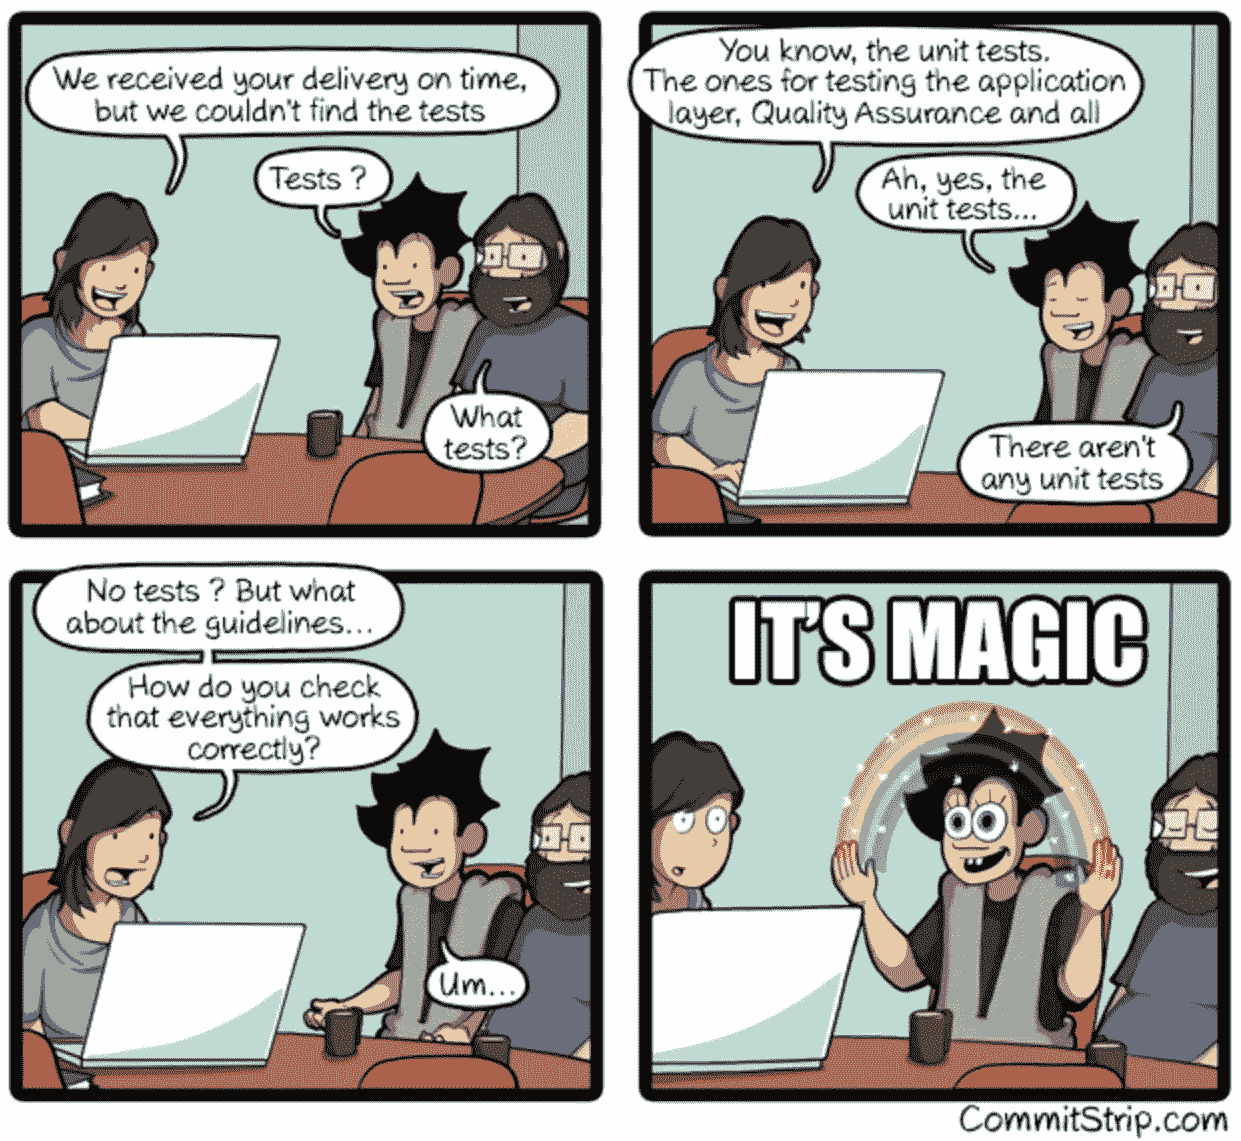 We received your delivery on time,
but we couldn't find the tests
Tests ?
What
tests?
You know, the unit tests.
The ones for testing the application
layer, Quality Assurance and all
Ah, yes, the
unit tests...
There aren't
any unit tests
No tests ? But what
about the guidelines...
How do you check
that everything works
correctly?
Um...
IT'S MAGIC
CommitStrip.com